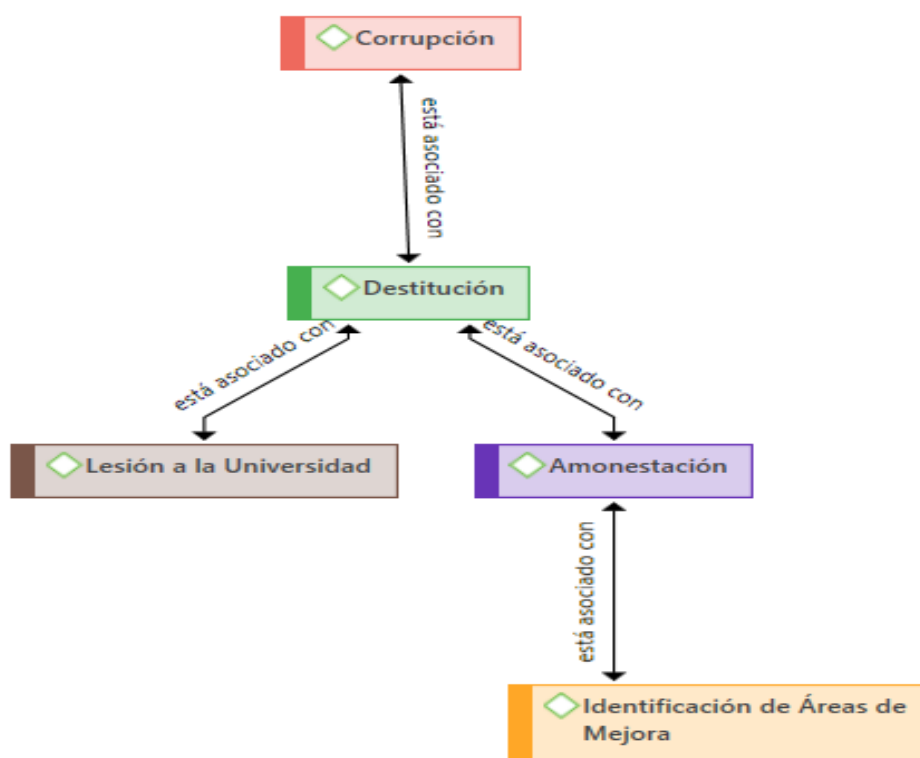 Corrupción
está asociado con
Destitución
está asociado con
está asociado con
Lesión a la Universidad
Amonestación
está asociado con
Identificación de Áreas de
Mejora